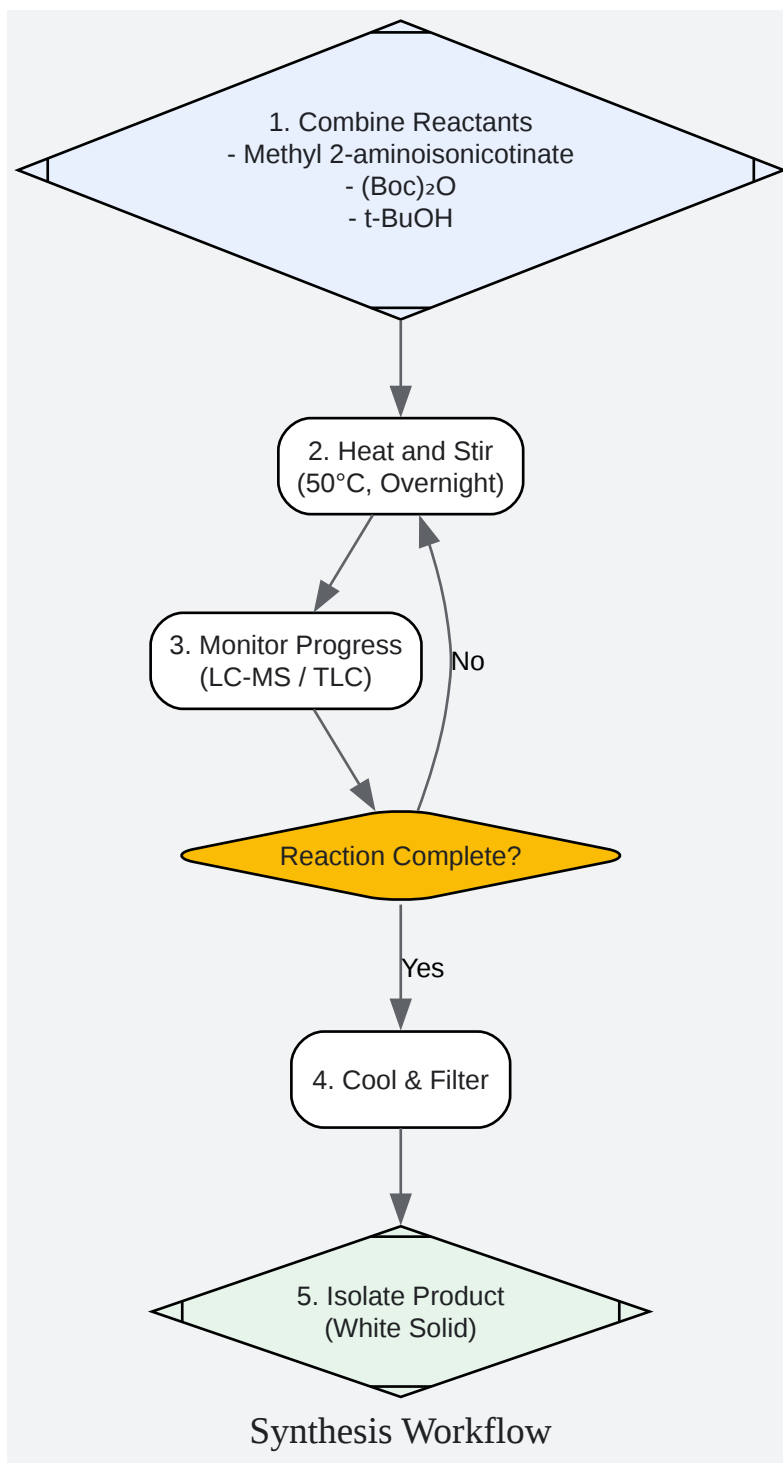 1. Combine Reactants
- Methyl 2-aminoisonicotinate
- (Boc)₂O
- t-BuOH
2. Heat and Stir
(50°C, Overnight)
3. Monitor Progress
(LC-MS / TLC)
No
Reaction Complete?
Yes
4. Cool & Filter
5. Isolate Product
(White Solid)
Synthesis Workflow